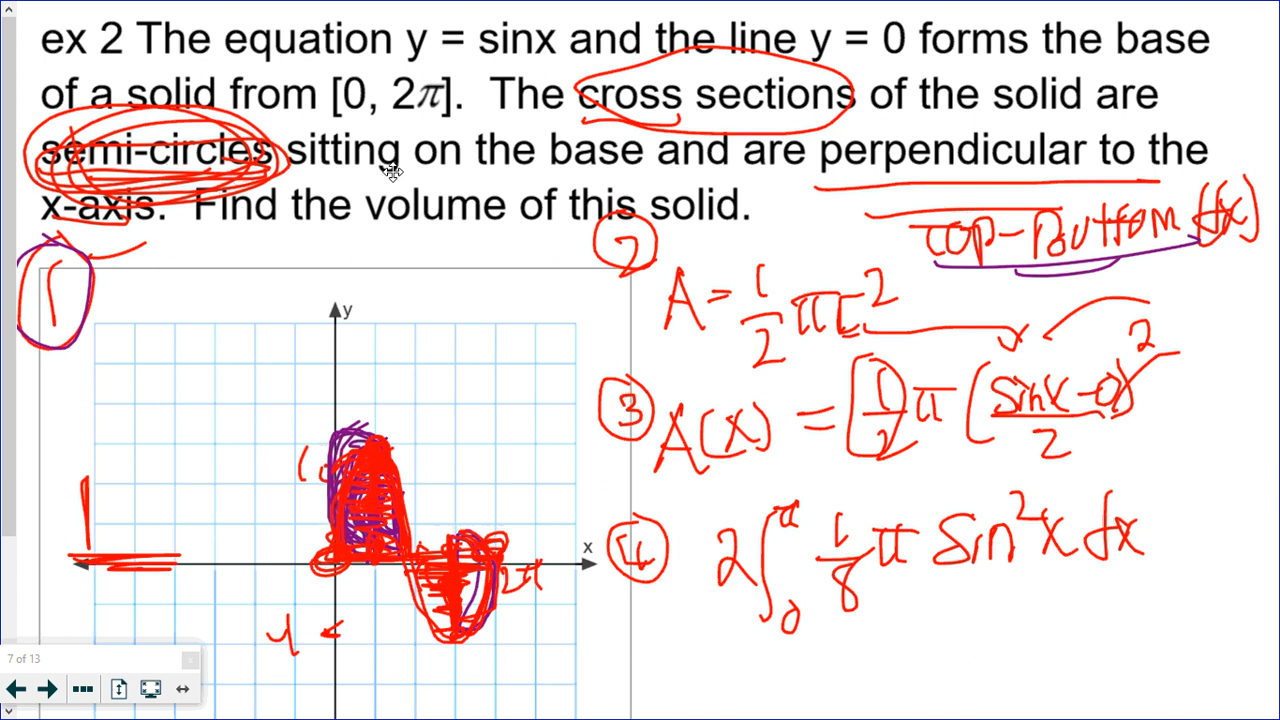 ex 2 The equation y = sinx and the line y = 0 forms the base
of a solid from [0, 2π]. The cross sections of the solid are
semi-circles sitting on the base and are perpendicular to the
x-axis. Find the volume of this solid.
top-Bottom (dx)
1
2
A = 1/2 πr²
3
A(x) = [1/2 π (sinx-0/2)²
4
2∫₀^π 1/8 π sin²x dx
y
x
1
2π
7 of 13